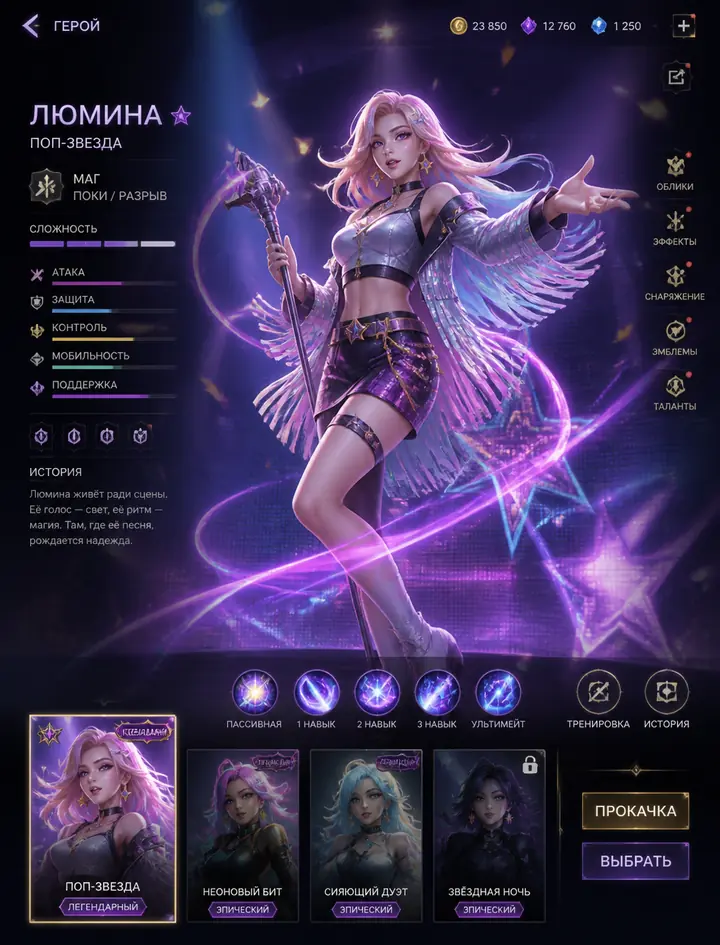 ГЕРОЙ
23 850
12 760
1 250
ЛЮМИНА
ПОП-ЗВЕЗДА
МАГ
ПОКИ / РАЗРЫВ
СЛОЖНОСТЬ
АТАКА
ЗАЩИТА
КОНТРОЛЬ
МОБИЛЬНОСТЬ
ПОДДЕРЖКА
ИСТОРИЯ
Люмина живёт ради сцены.
Её голос — свет, её ритм —
магия. Там, где её песня,
рождается надежда.
ОБЛИКИ
ЭФФЕКТЫ
СНАРЯЖЕНИЕ
ЭМБЛЕМЫ
ТАЛАНТЫ
ПАССИВНАЯ
1 НАВЫК
2 НАВЫК
3 НАВЫК
УЛЬТИМЕЙТ
ТРЕНИРОВКА
ИСТОРИЯ
ПОП-ЗВЕЗДА
ЛЕГЕНДАРНЫЙ
НЕОНОВЫЙ БИТ
ЭПИЧЕСКИЙ
СИЯЮЩИЙ ДУЭТ
ЭПИЧЕСКИЙ
ЗВЁЗДНАЯ НОЧЬ
ЭПИЧЕСКИЙ
ПРОКАЧКА
ВЫБРАТЬ